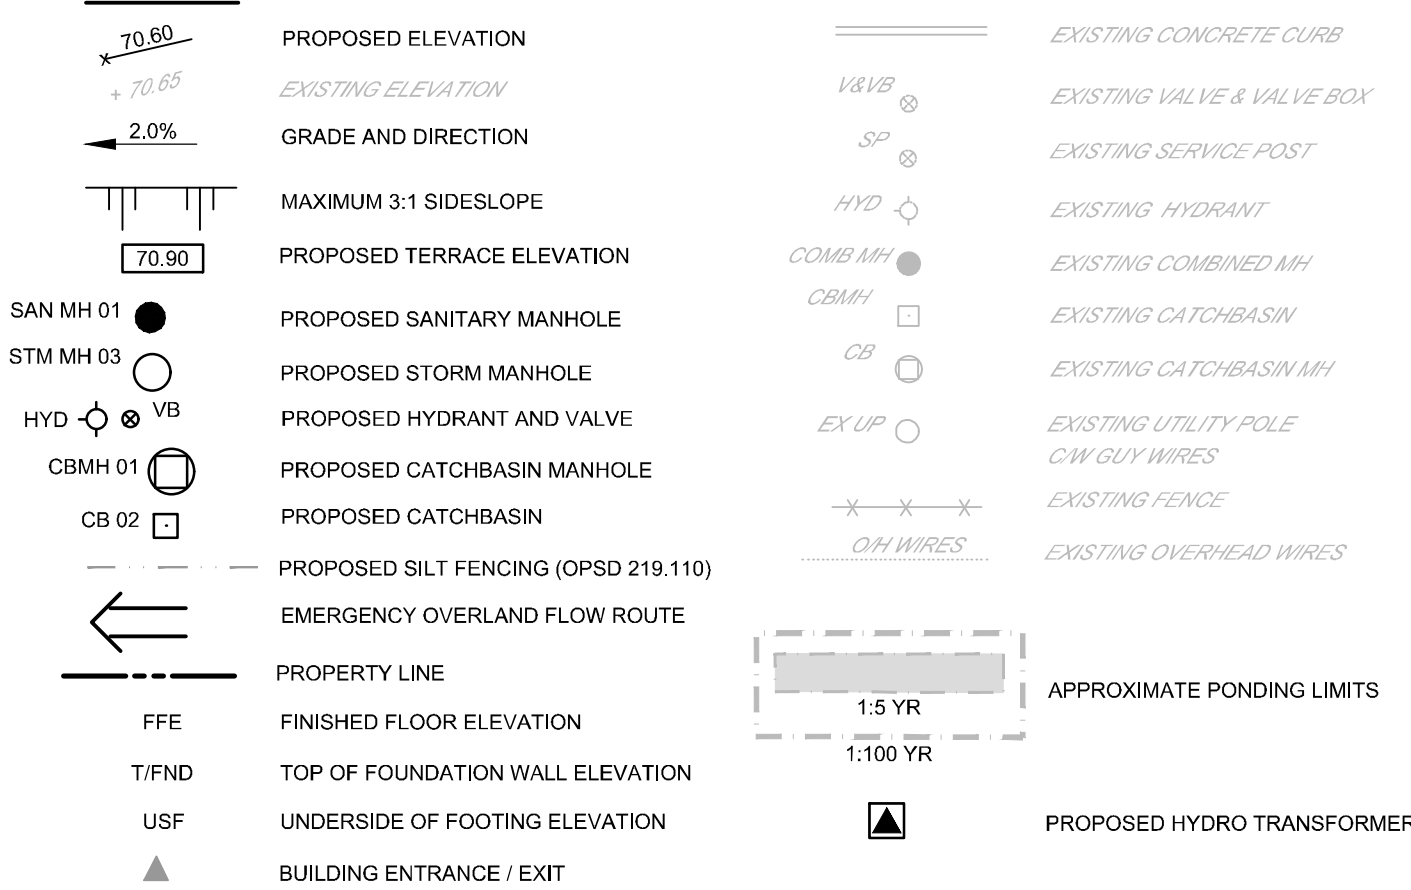 70.60 PROPOSED ELEVATION
+ 70.65 EXISTING ELEVATION
2.0% GRADE AND DIRECTION
MAXIMUM 3:1 SIDESLOPE
70.90 PROPOSED TERRACE ELEVATION
SAN MH 01 PROPOSED SANITARY MANHOLE
STM MH 03 PROPOSED STORM MANHOLE
HYD VB PROPOSED HYDRANT AND VALVE
CBMH 01 PROPOSED CATCHBASIN MANHOLE
CB 02 PROPOSED CATCHBASIN
PROPOSED SILT FENCING (OPSD 219.110)
EMERGENCY OVERLAND FLOW ROUTE
PROPERTY LINE
FFE FINISHED FLOOR ELEVATION
T/FND TOP OF FOUNDATION WALL ELEVATION
USF UNDERSIDE OF FOOTING ELEVATION
BUILDING ENTRANCE / EXIT
EXISTING CONCRETE CURB
V&VB EXISTING VALVE & VALVE BOX
SP EXISTING SERVICE POST
HYD EXISTING HYDRANT
COMB MH EXISTING COMBINED MH
CBMH EXISTING CATCHBASIN
CB EXISTING CATCHBASIN MH
EX UP EXISTING UTILITY POLE
C/W GUY WIRES
EXISTING FENCE
O/H WIRES EXISTING OVERHEAD WIRES
APPROXIMATE PONDING LIMITS
1:5 YR
1:100 YR
PROPOSED HYDRO TRANSFORMER